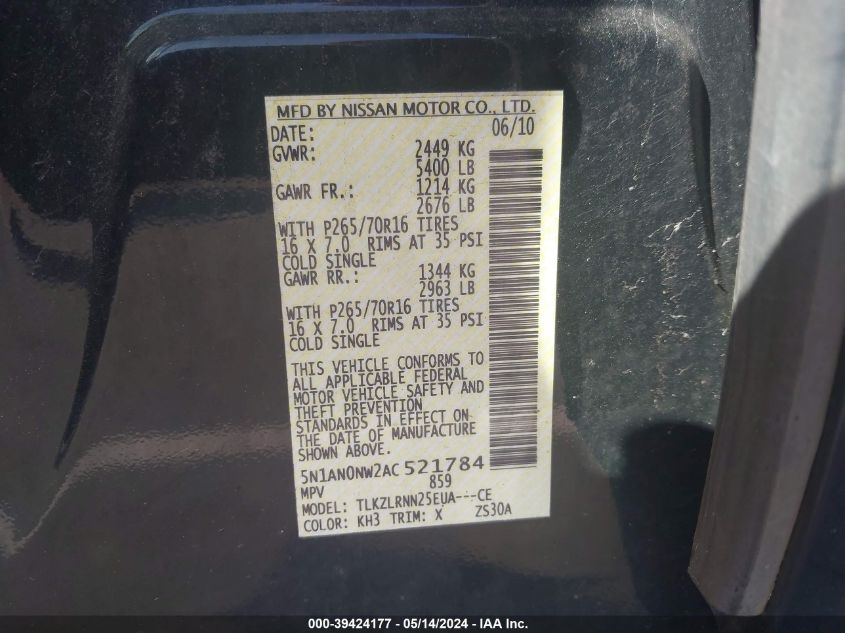 MFD BY NISSAN MOTOR CO., LTD.
DATE: 06/10
GVWR: 2449 KG
5400 LB
GAWR FR.: 1214 KG
2676 LB
WITH P265/70R16 TIRES
16 X 7.0 RIMS AT 35 PSI
COLD SINGLE
GAWR RR.: 1344 KG
2963 LB
WITH P265/70R16 TIRES
16 X 7.0 RIMS AT 35 PSI
COLD SINGLE
THIS VEHICLE CONFORMS TO
ALL APPLICABLE FEDERAL
MOTOR VEHICLE SAFETY AND
THEFT PREVENTION
STANDARDS IN EFFECT ON
THE DATE OF MANUFACTURE
SHOWN ABOVE.
5N1AN0NW2AC 521784
MPV 859
MODEL: TLKZLRNN25EUA---CE
COLOR: KH3 TRIM: X ZS30A
000-39424177 - 05/14/2024 - IAA Inc.